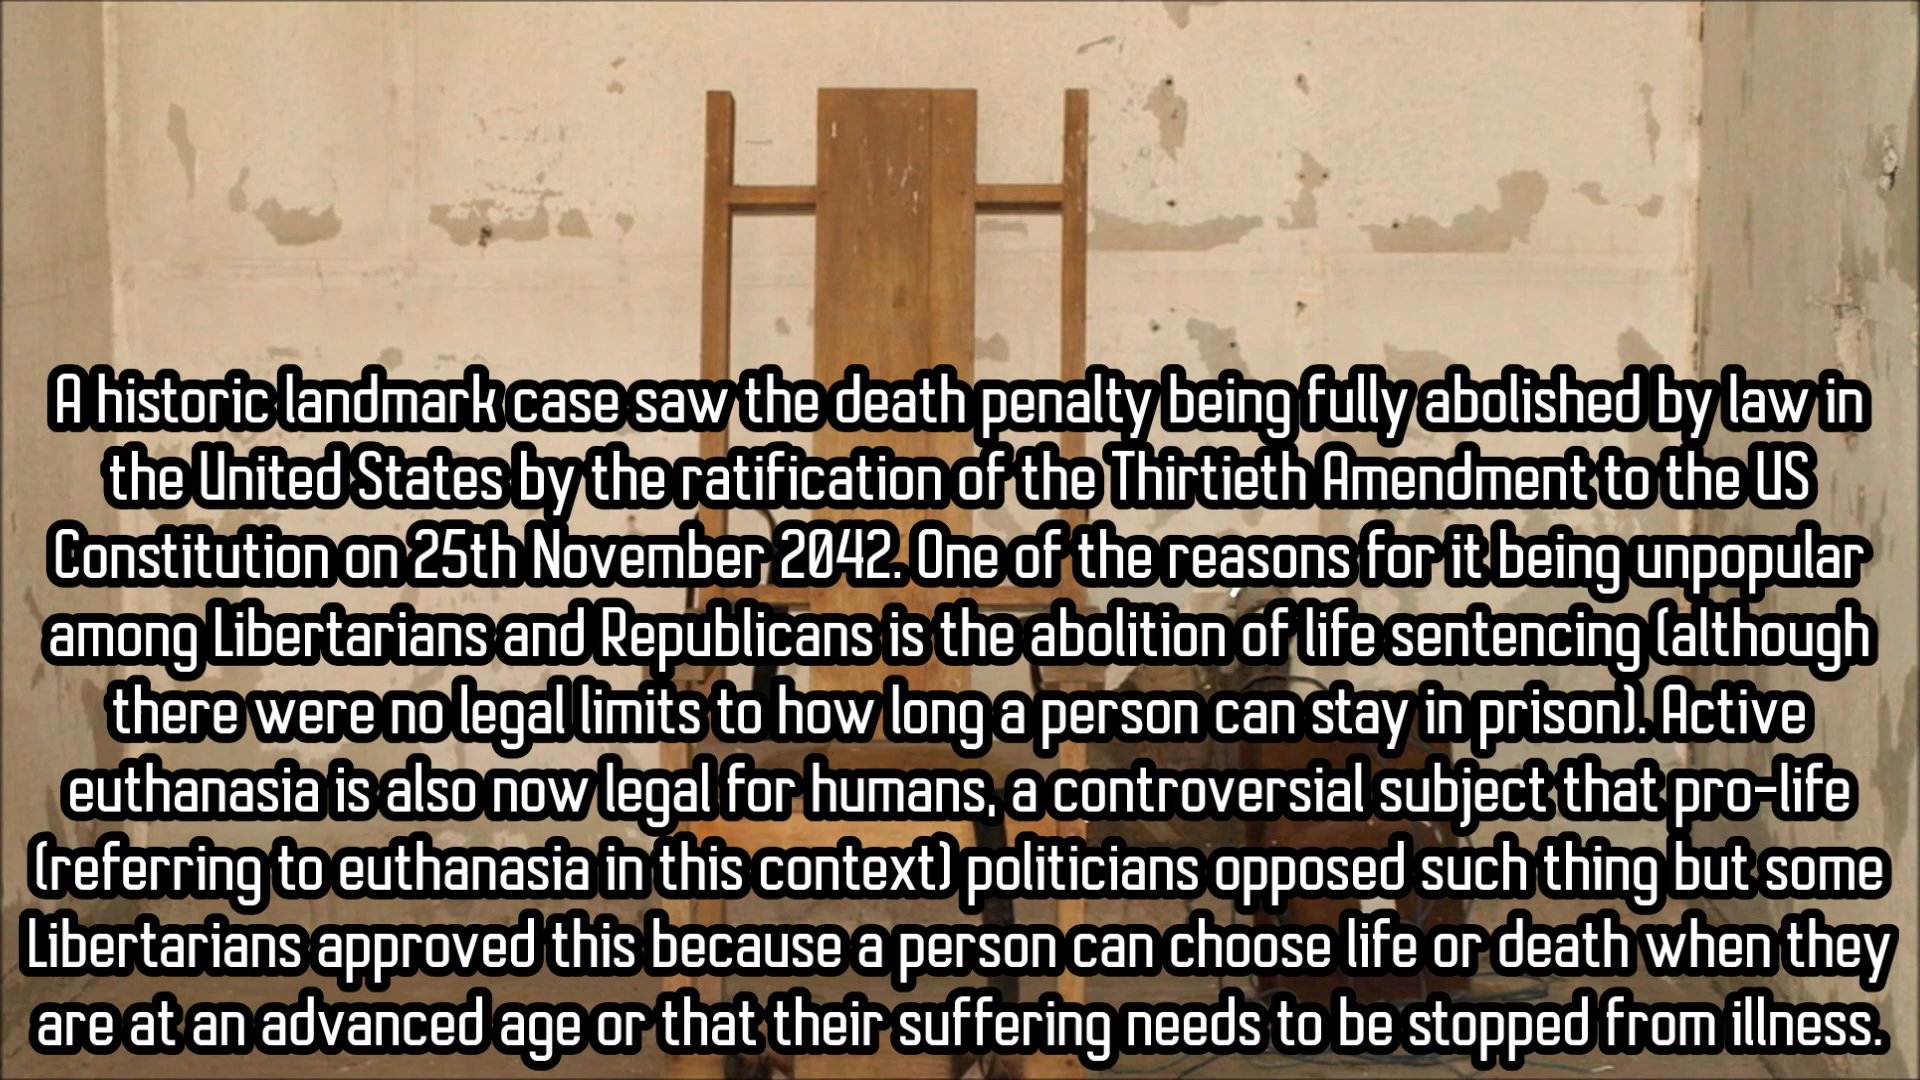 A historic landmark case saw the death penalty being fully abolished by law in
the United States by the ratification of the Thirtieth Amendment to the US
Constitution on 25th November 2042. One of the reasons for it being unpopular
among Libertarians and Republicans is the abolition of life sentencing (although
there were no legal limits to how long a person can stay in prison). Active
euthanasia is also now legal for humans, a controversial subject that pro-life
(referring to euthanasia in this context) politicians opposed such thing but some
Libertarians approved this because a person can choose life or death when they
are at an advanced age or that their suffering needs to be stopped from illness.